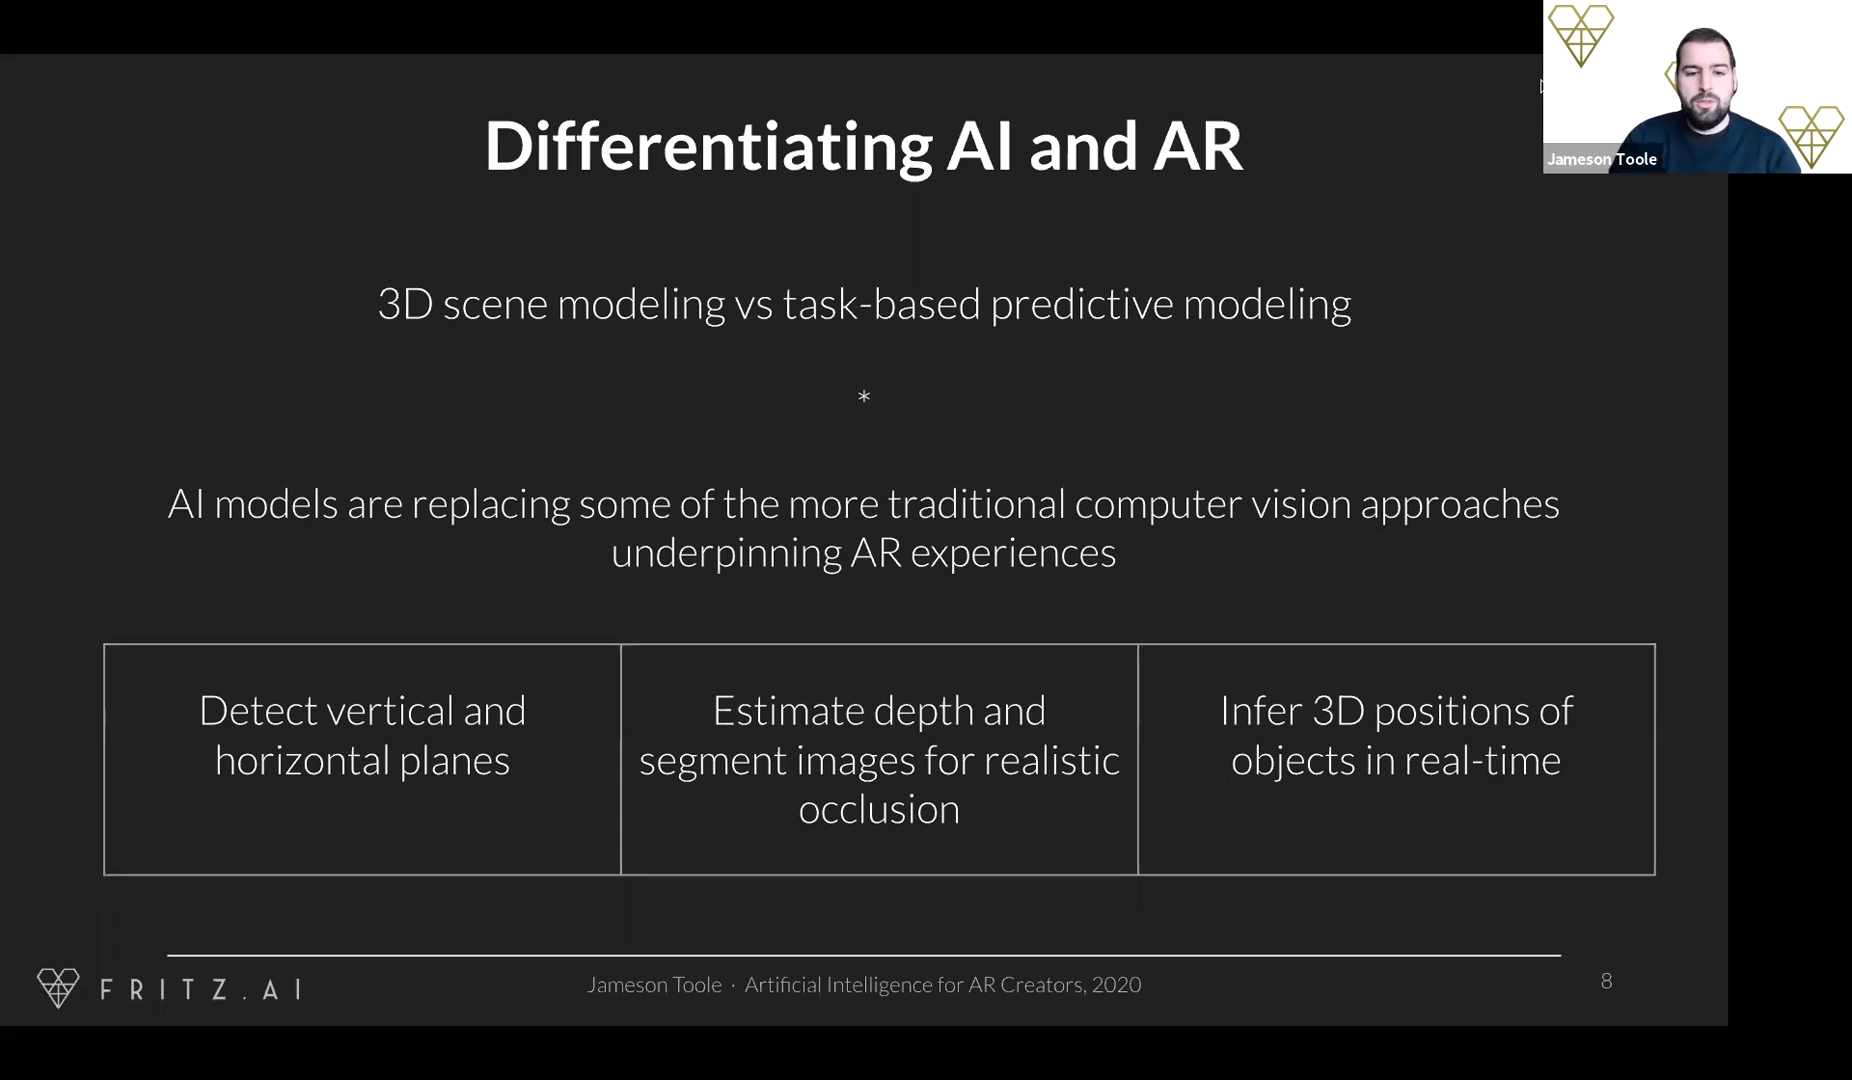 Differentiating AI and AR
Jameson Toole
3D scene modeling vs task-based predictive modeling
*
AI models are replacing some of the more traditional computer vision approaches
underpinning AR experiences
Detect vertical and
horizontal planes
Estimate depth and
segment images for realistic
occlusion
Infer 3D positions of
objects in real-time
FRITZ.AI
Jameson Toole · Artificial Intelligence for AR Creators, 2020
8